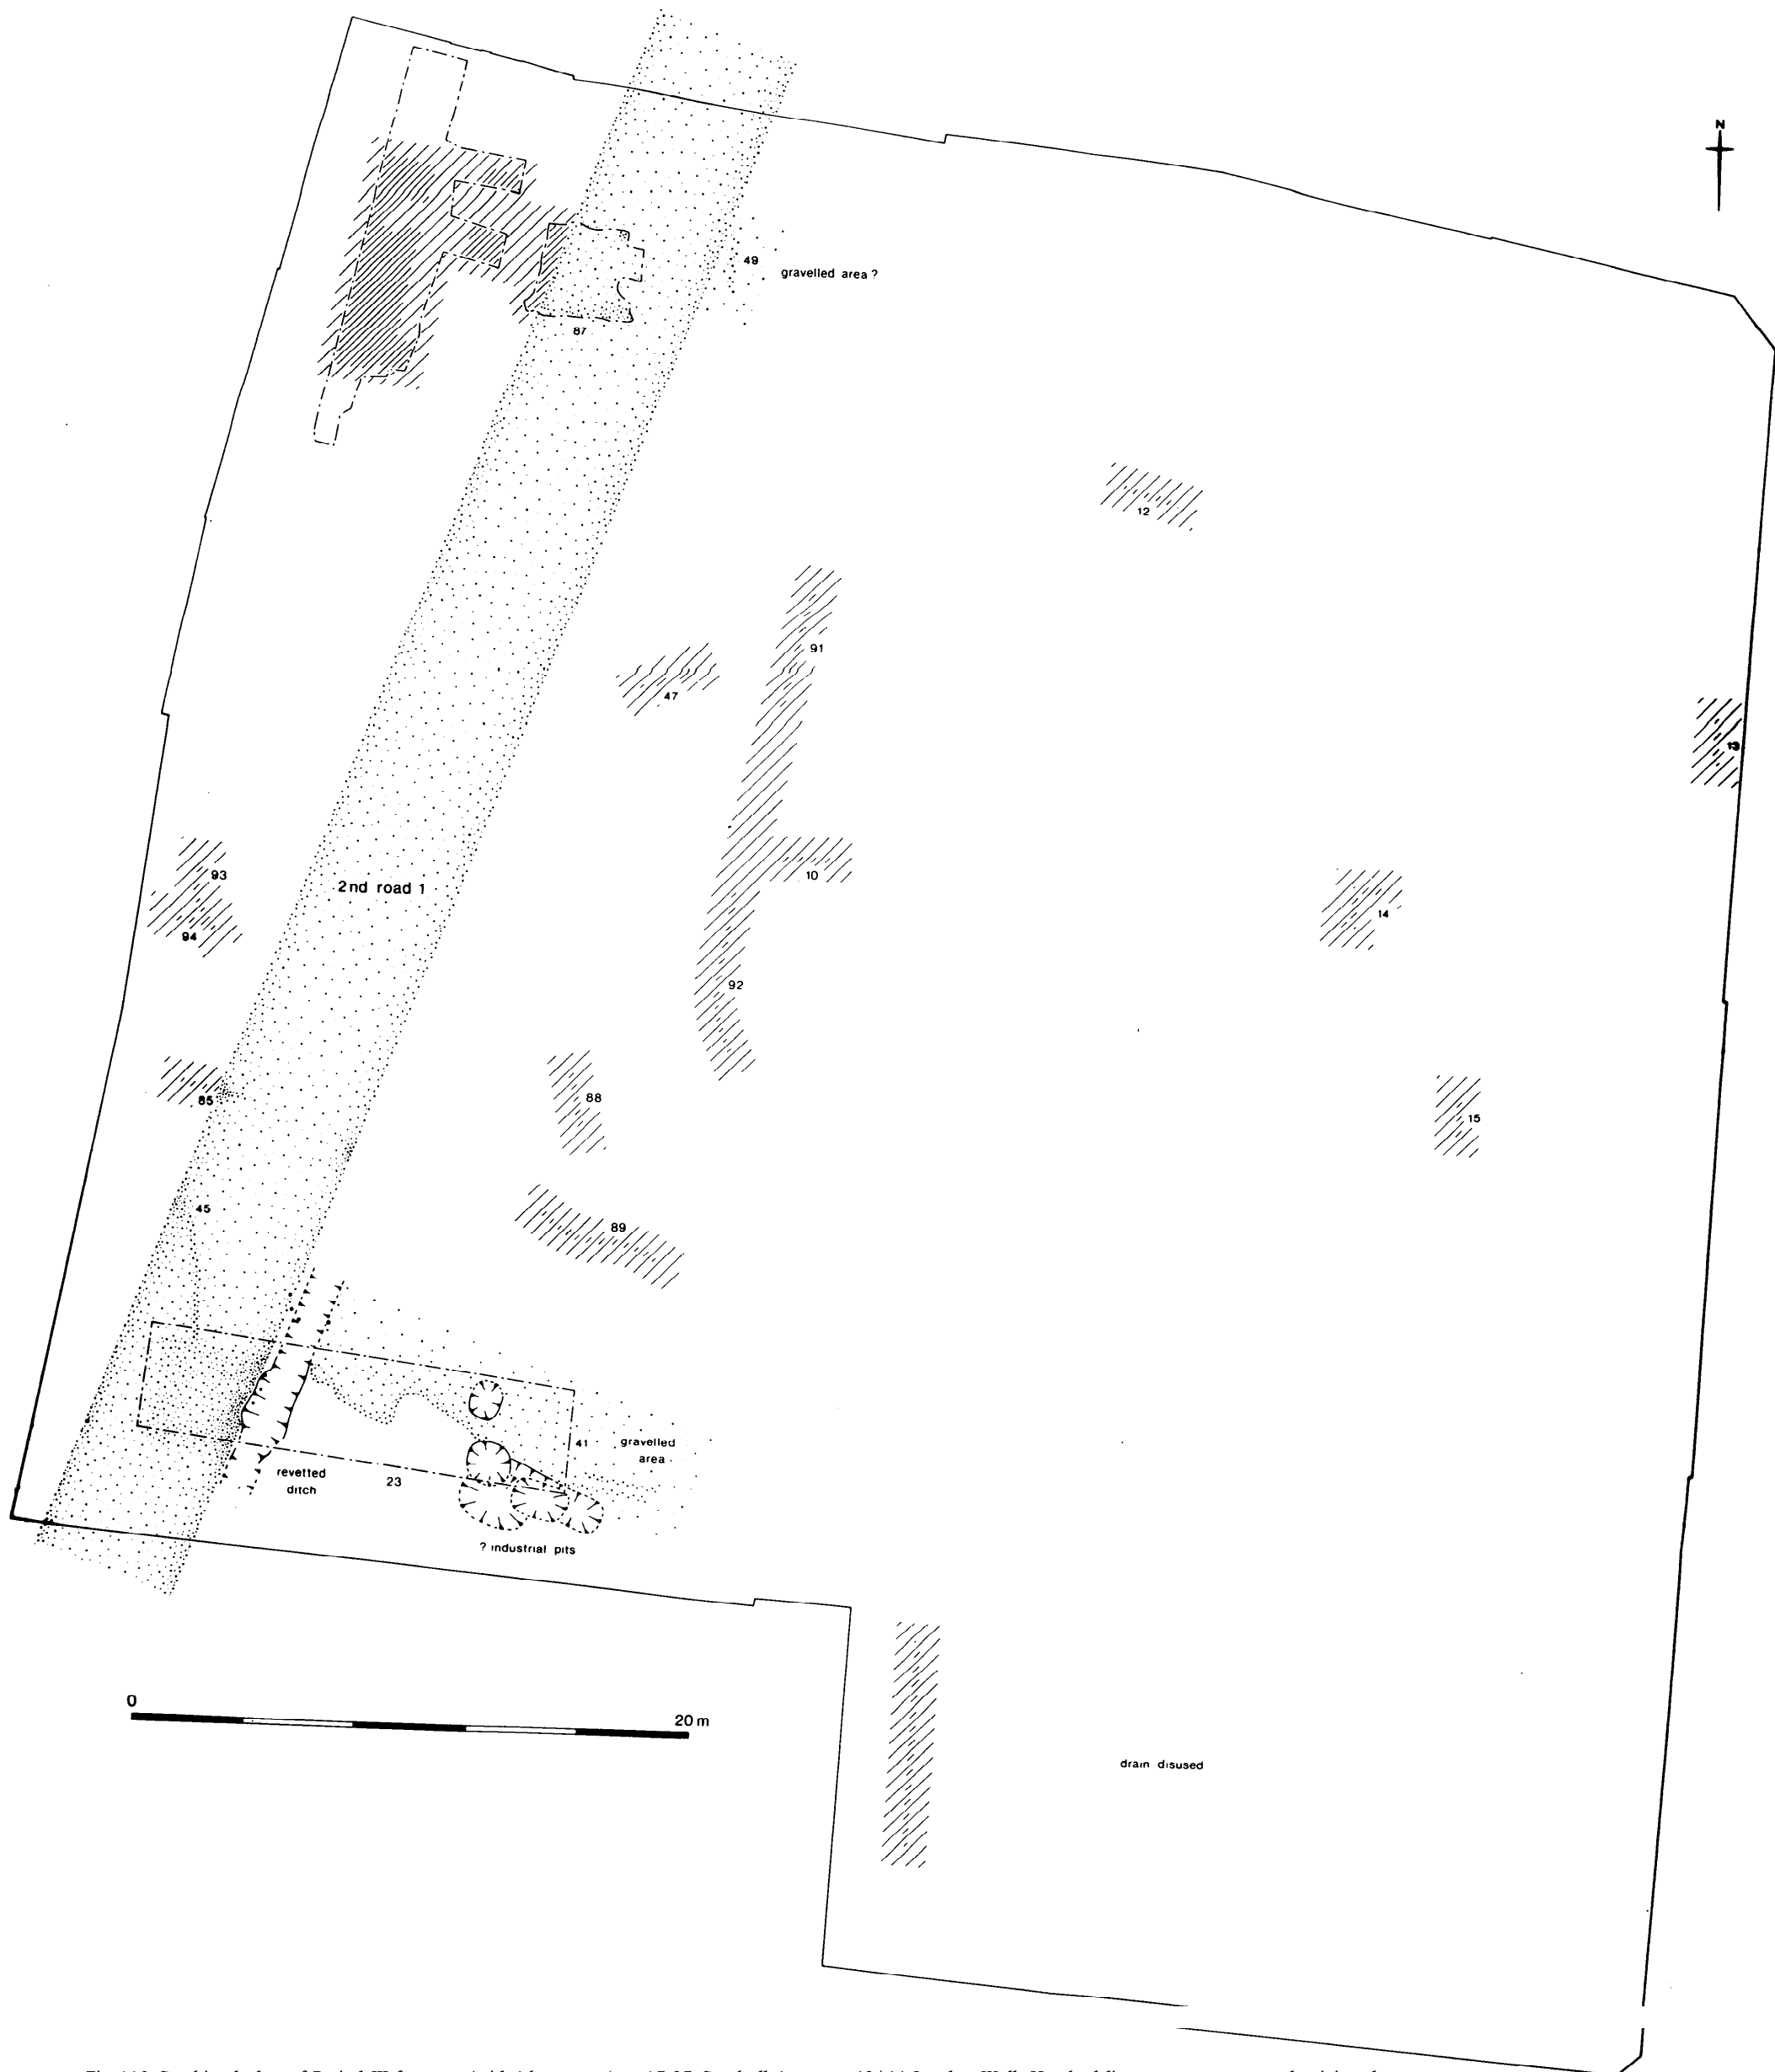 N
49
gravelled area ?
87
12
91
47
13
93
2nd road 1
10
14
94
92
85
88
15
45
89
41
gravelled
area
revetted
ditch
23
? industrial pits
0
20 m
drain disused